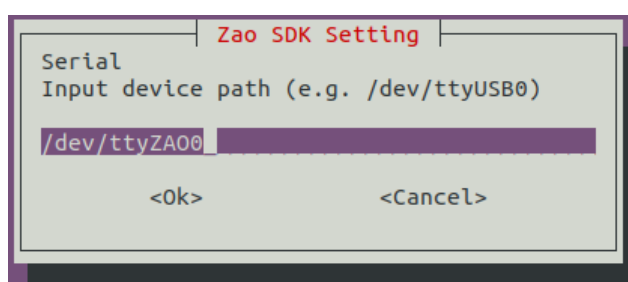 Zao SDK Setting
Serial
Input device path (e.g. /dev/ttyUSB0)
/dev/ttyZAO0
<Ok> <Cancel>